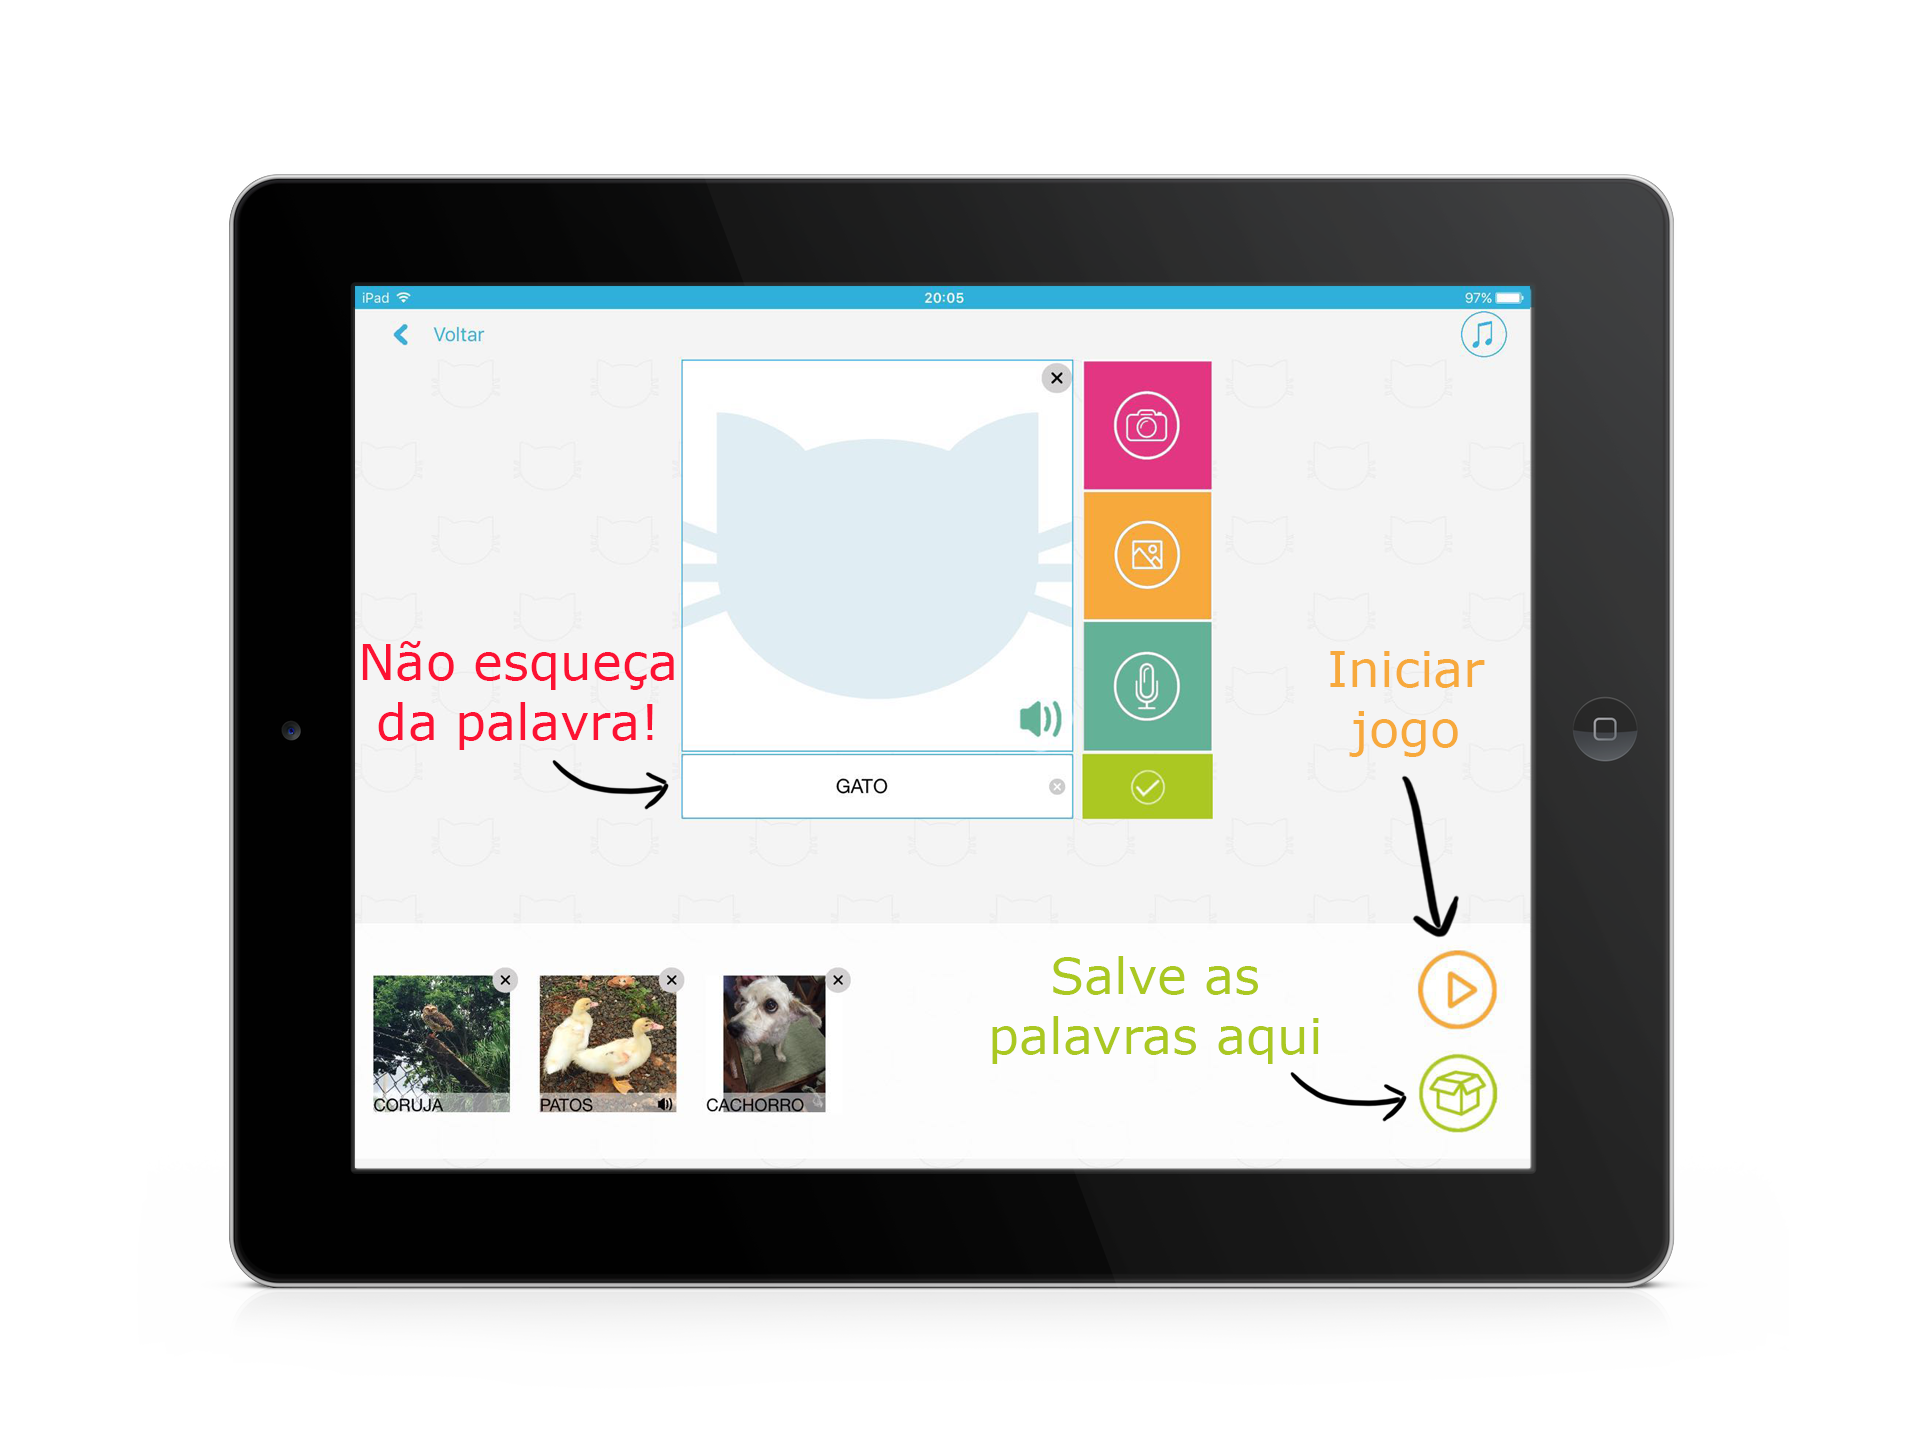 iPad
20:05
97%
Voltar
Não esqueça
da palavra!
GATO
Iniciar
jogo
Salve as
palavras aqui
CORUJA
PATOS
CACHORRO